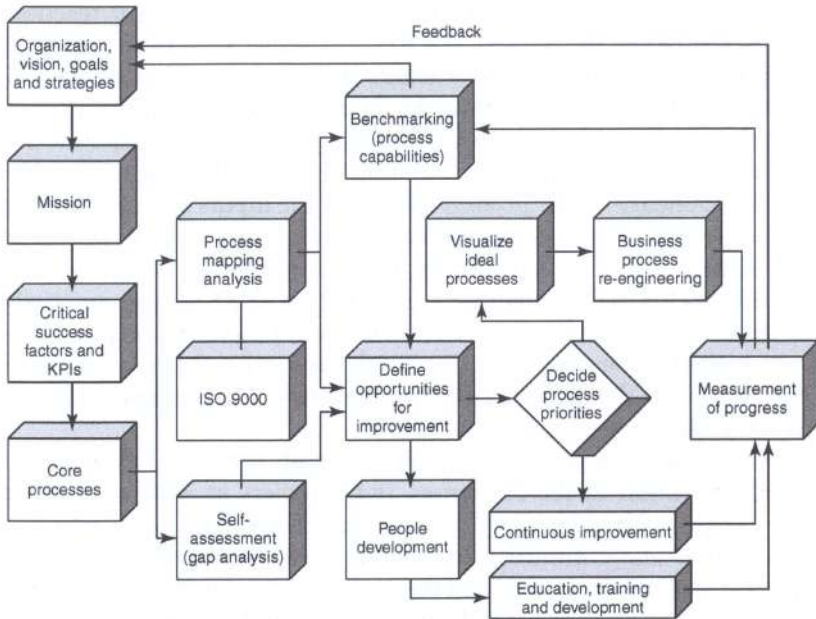 Feedback
Organization,
vision, goals
and strategies
Mission
Critical
success
factors and
KPIs
Core
processes
Process
mapping
analysis
ISO 9000
Self-
assessment
(gap analysis)
Benchmarking
(process
capabilities)
Define
opportunities
for
improvement
People
development
Visualize
ideal
processes
Business
process
re-engineering
Decide
process
priorities
Continuous improvement
Education, training
and development
Measurement
of progress